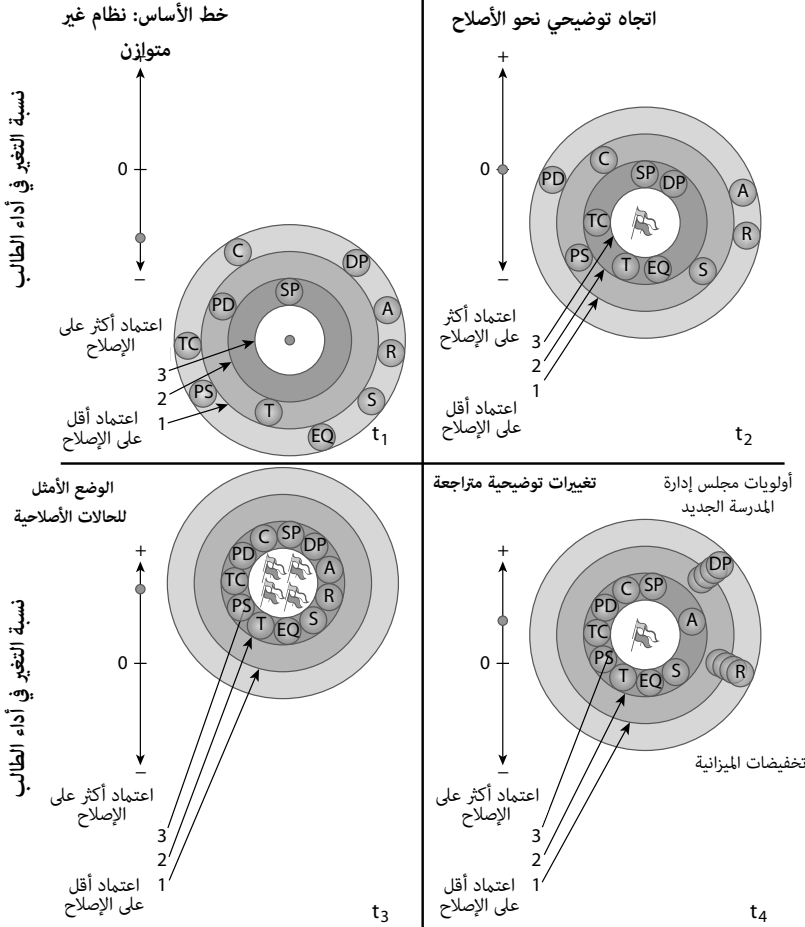 خط الأساس: نظام غير
متوازن
نسبة التغير في أداء الطالب
+
0
−
C
DP
SP
PD
A
TC
R
PS
S
T
EQ
اعتماد أكثر على
الإصلاح
3
2
1
اعتماد أقل
على الإصلاح
t1
اتجاه توضيحي نحو الأصلاح
+
0
−
C
SP
DP
PD
A
TC
R
PS
T
EQ
S
اعتماد أكثر
على الإصلاح
3
2
1
اعتماد أقل
على الإصلاح
t2
الوضع الأمثل
للحالات الأصلاحية
نسبة التغير في أداء الطالب
+
0
−
C
SP
DP
PD
A
TC
R
PS
S
T
EQ
اعتماد أكثر على
الإصلاح
3
2
1
اعتماد أقل
على الإصلاح
t3
تغييرات توضيحية متراجعة
أولويات مجلس إدارة
المدرسة الجديد
+
0
−
DP
C
SP
PD
A
TC
PS
S
R
T
EQ
تخفيضات الميزانية
اعتماد أكثر على
الإصلاح
3
2
1
اعتماد أقل
على الإصلاح
t4